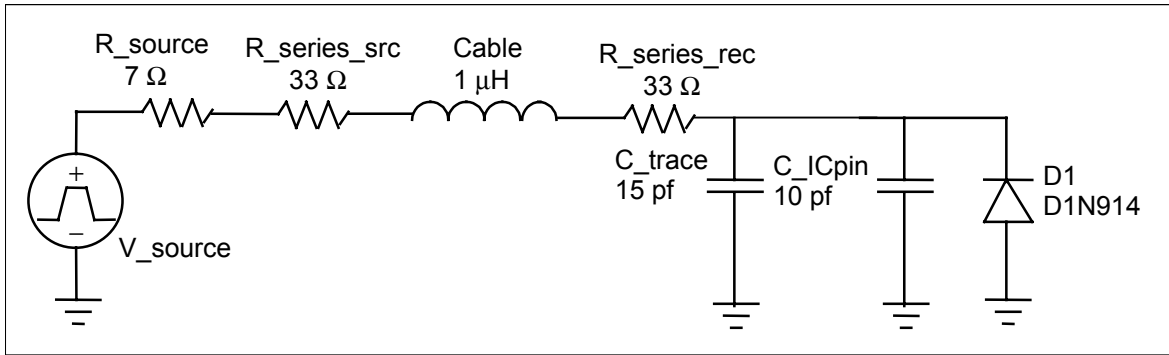 R_source
7 Ω
R_series_src
33 Ω
Cable
1 μH
R_series_rec
33 Ω
+
−
V_source
C_trace
15 pf
C_ICpin
10 pf
D1
D1N914